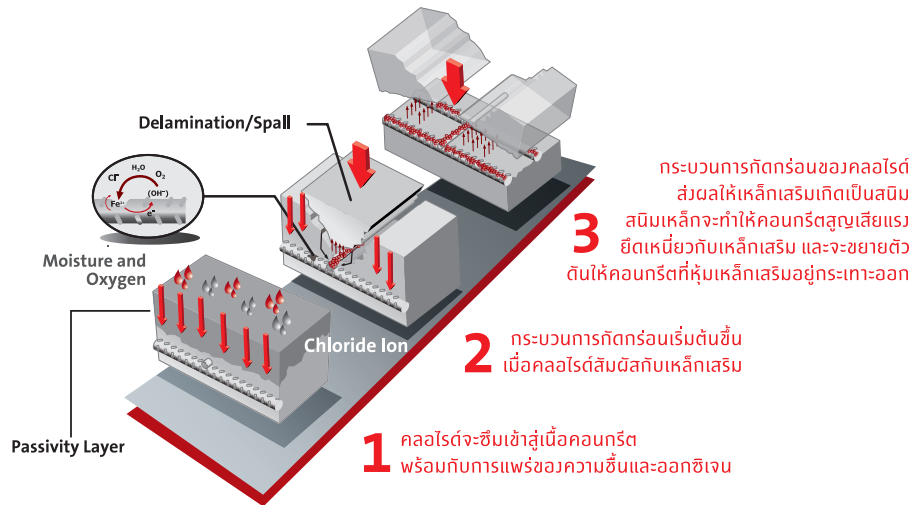 Delamination/Spall
H₂O
Cl⁻
O₂
(OH⁻)
Fe²⁺
e⁻
Moisture and
Oxygen
Chloride Ion
Passivity Layer
3
กระบวนการกัดกร่อนของคลอไรด์
ส่งผลให้เหล็กเสริมเกิดเป็นสนิม
สนิมเหล็กจะทำให้คอนกรีตสูญเสียแรง
ยึดเหนี่ยวกับเหล็กเสริม และจะขยายตัว
ดันให้คอนกรีตที่หุ้มเหล็กเสริมอยู่กระเทาะออก
2
กระบวนการกัดกร่อนเริ่มต้นขึ้น
เมื่อคลอไรด์สัมผัสกับเหล็กเสริม
1
คลอไรด์จะซึมเข้าสู่เนื้อคอนกรีต
พร้อมกับการแพร่ของความชื้นและออกซิเจน